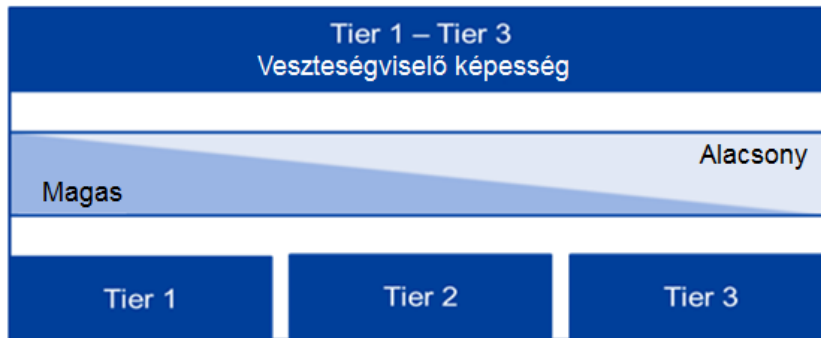 Tier 1 – Tier 3
Veszteségviselő képesség
Alacsony
Magas
Tier 1
Tier 2
Tier 3